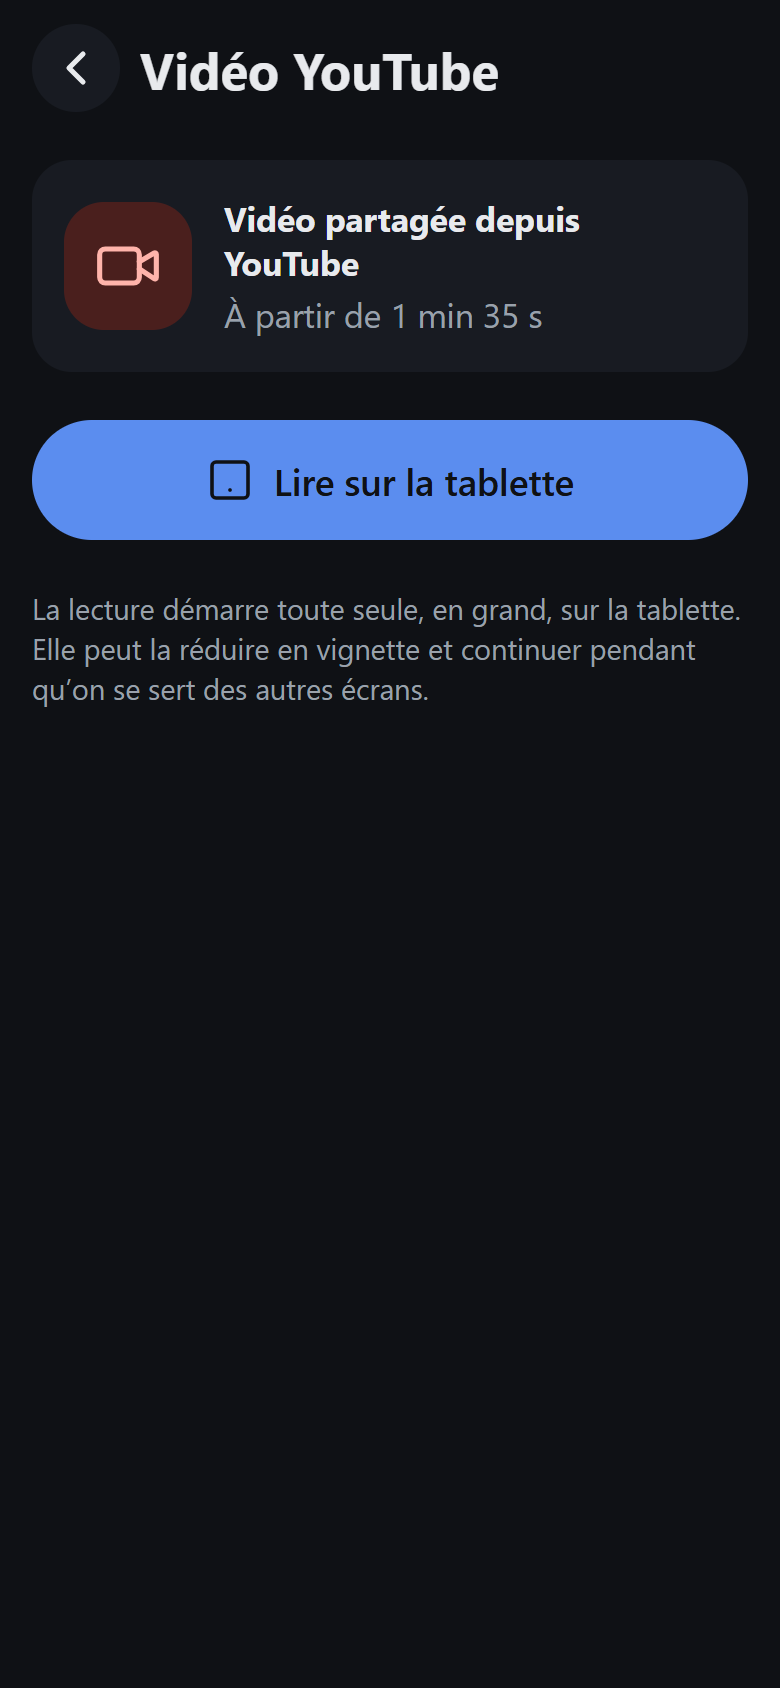 Vidéo YouTube
Vidéo partagée depuis
YouTube
À partir de 1 min 35 s
Lire sur la tablette
La lecture démarre toute seule, en grand, sur la tablette.
Elle peut la réduire en vignette et continuer pendant
qu’on se sert des autres écrans.